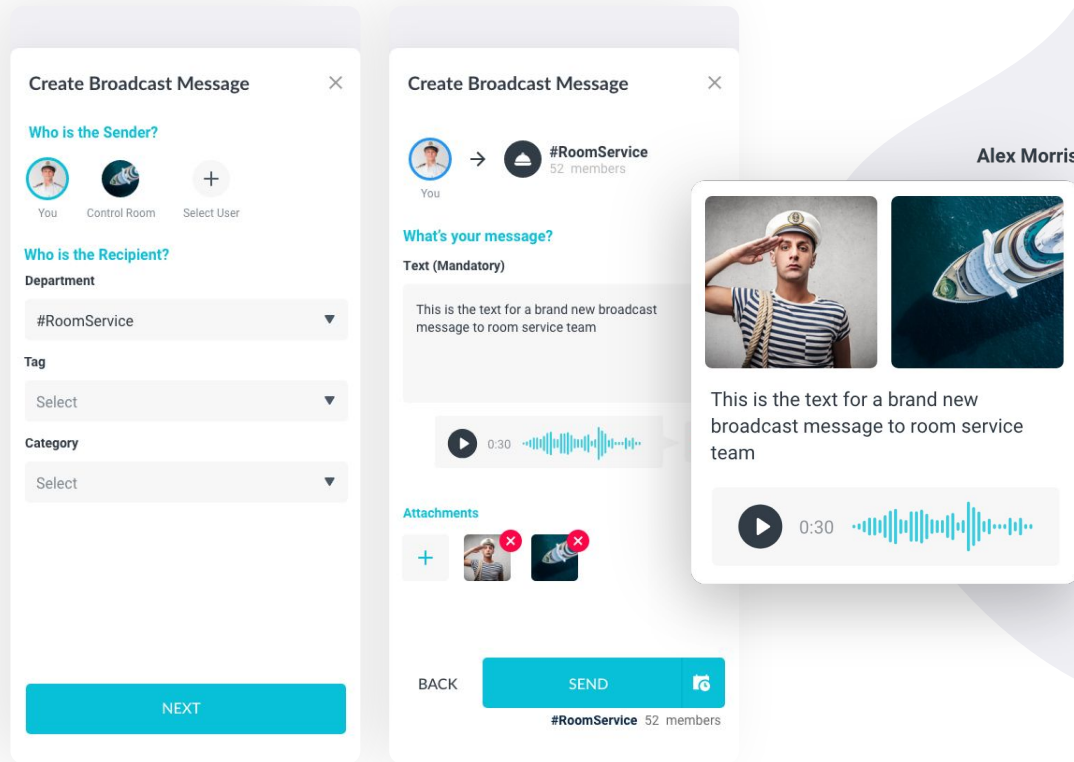 Create Broadcast Message
Who is the Sender?
You
Control Room
Select User
Who is the Recipient?
Department
#RoomService
Tag
Select
Category
Select
NEXT
Create Broadcast Message
#RoomService
52 members
You
What's your message?
Text (Mandatory)
This is the text for a brand new broadcast
message to room service team
0:30
Attachments
BACK
SEND
#RoomService 52 members
Alex Morris
This is the text for a brand new
broadcast message to room service
team
0:30